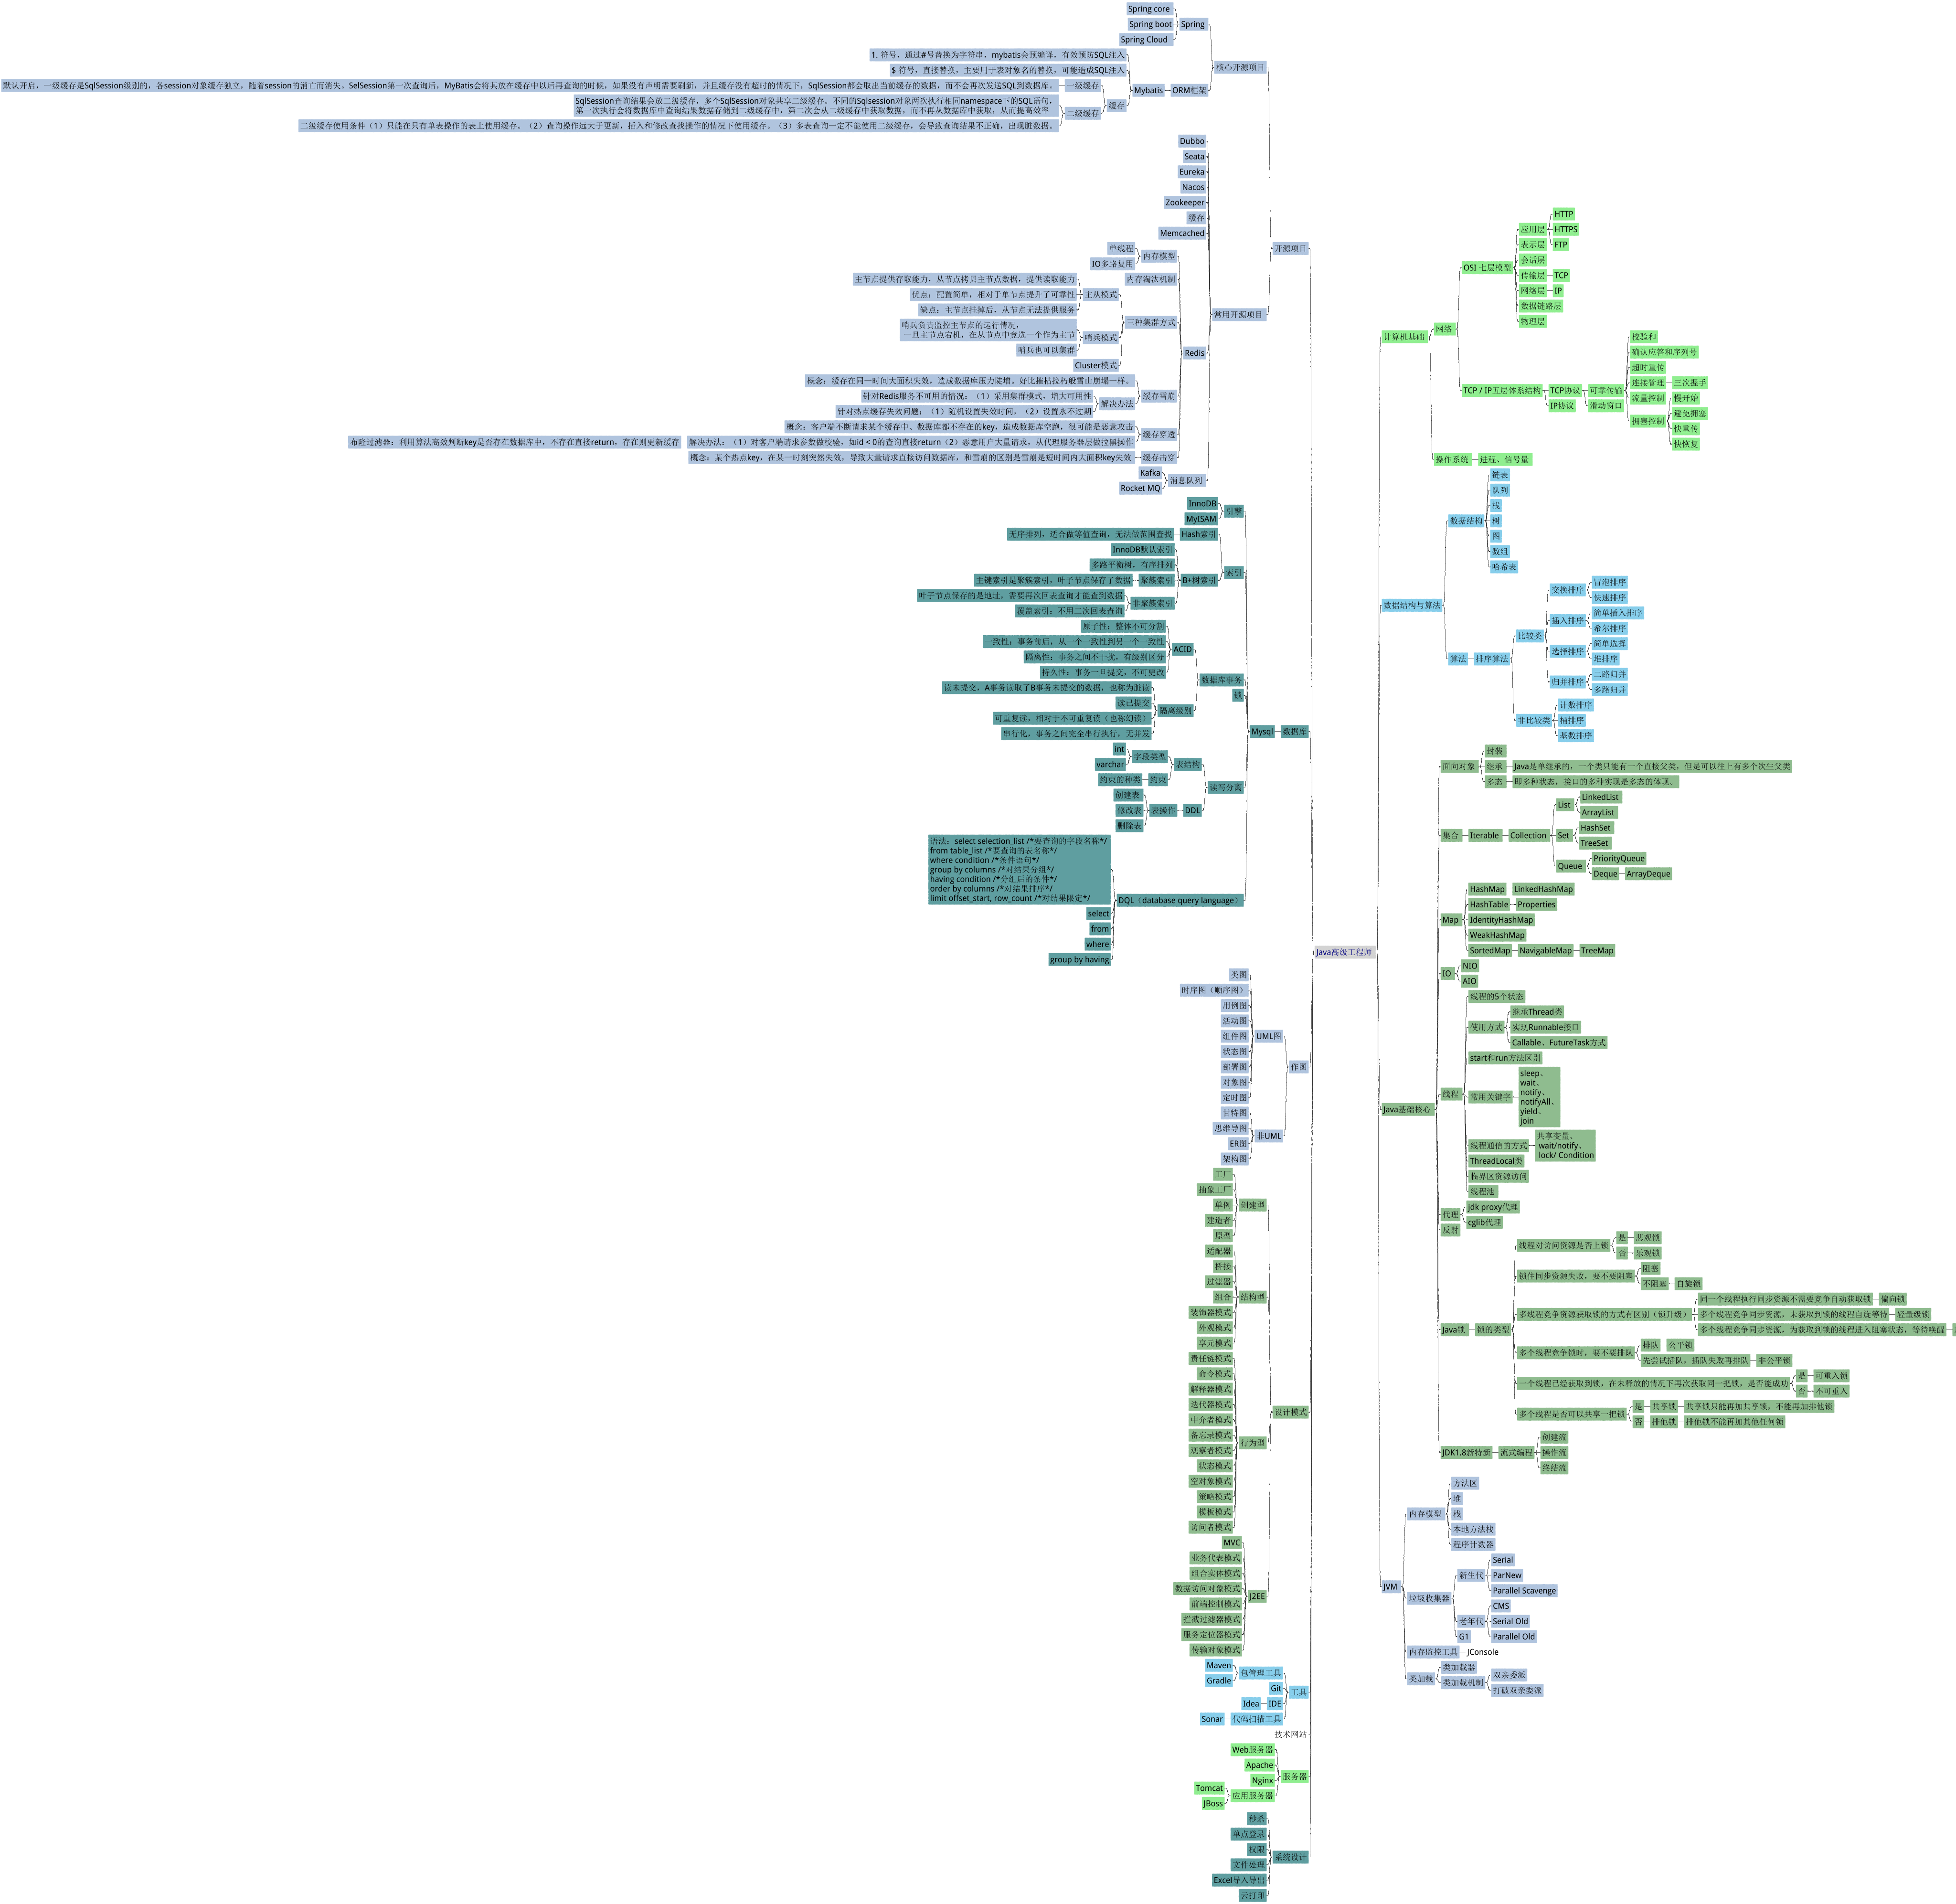 Java高级工程师
开源项目
核心开源项目
Spring
Spring core
Spring boot
Spring Cloud
ORM框架
Mybatis
1. 符号，通过#号替换为字符串，mybatis会预编译，有效预防SQL注入
$ 符号，直接替换，主要用于表对象名的替换，可能造成SQL注入
缓存
一级缓存
默认开启，一级缓存是SqlSession级别的，各session对象缓存独立，随着session的消亡而消失。SelSession第一次查询后，MyBatis会将其放在缓存中以后再查询的时候，如果没有声明需要刷新，并且缓存没有超时的情况下，SqlSession都会取出当前缓存的数据，而不会再次发送SQL到数据库。
二级缓存
SqlSession查询结果会放二级缓存，多个SqlSession对象共享二级缓存。不同的Sqlsession对象两次执行相同namespace下的SQL语句，
第一次执行会将数据库中查询结果数据存储到二级缓存中，第二次会从二级缓存中获取数据，而不再从数据库中获取，从而提高效率
二级缓存使用条件（1）只能在只有单表操作的表上使用缓存。（2）查询操作远大于更新，插入和修改查找操作的情况下使用缓存。（3）多表查询一定不能使用二级缓存，会导致查询结果不正确，出现脏数据。
常用开源项目
Dubbo
Seata
Eureka
Nacos
Zookeeper
缓存
Memcached
Redis
内存模型
单线程
IO多路复用
内存淘汰机制
三种集群方式
主从模式
主节点提供存取能力，从节点拷贝主节点数据，提供读取能力
优点：配置简单，相对于单节点提升了可靠性
缺点：主节点挂掉后，从节点无法提供服务
哨兵模式
哨兵负责监控主节点的运行情况，
一旦主节点宕机，在从节点中竞选一个作为主节
哨兵也可以集群
Cluster模式
缓存雪崩
概念：缓存在同一时间大面积失效，造成数据库压力陡增。好比摧枯拉朽般雪山崩塌一样。
解决办法
针对Redis服务不可用的情况：（1）采用集群模式，增大可用性
针对热点缓存失效问题：（1）随机设置失效时间，（2）设置永不过期
缓存穿透
概念：客户端不断请求某个缓存中、数据库都不存在的key，造成数据库空跑，很可能是恶意攻击
解决办法：（1）对客户端请求参数做校验，如id < 0的查询直接return（2）恶意用户大量请求，从代理服务器层做拉黑操作
布隆过滤器：利用算法高效判断key是否存在数据库中，不存在直接return，存在则更新缓存
缓存击穿
概念：某个热点key，在某一时刻突然失效，导致大量请求直接访问数据库，和雪崩的区别是雪崩是短时间内大面积key失效
消息队列
Kafka
Rocket MQ
数据库
Mysql
引擎
InnoDB
MyISAM
索引
Hash索引
无序排列，适合做等值查询，无法做范围查找
B+树索引
InnoDB默认索引
多路平衡树，有序排列
聚簇索引
主键索引是聚簇索引，叶子节点保存了数据
非聚簇索引
叶子节点保存的是地址，需要再次回表查询才能查到数据
覆盖索引：不用二次回表查询
数据库事务
ACID
原子性：整体不可分割
一致性：事务前后，从一个一致性到另一个一致性
隔离性：事务之间不干扰，有级别区分
持久性：事务一旦提交，不可更改
隔离级别
读未提交，A事务读取了B事务未提交的数据，也称为脏读
读已提交
可重复读，相对于不可重复读（也称幻读）
串行化，事务之间完全串行执行，无并发
锁
读写分离
表结构
字段类型
int
varchar
约束
约束的种类
DDL
表操作
创建表
修改表
删除表
DQL（database query language）
语法：select selection_list /*要查询的字段名称*/
from table_list /*要查询的表名称*/
where condition /*条件语句*/
group by columns /*对结果分组*/
having condition /*分组后的条件*/
order by columns /*对结果排序*/
limit offset_start, row_count /*对结果限定*/
select
from
where
group by having
作图
UML图
类图
时序图（顺序图）
用例图
活动图
组件图
状态图
部署图
对象图
定时图
非UML
甘特图
思维导图
ER图
架构图
设计模式
创建型
工厂
抽象工厂
单例
建造者
原型
结构型
适配器
桥接
过滤器
组合
装饰器模式
外观模式
享元模式
行为型
责任链模式
命令模式
解释器模式
迭代器模式
中介者模式
备忘录模式
观察者模式
状态模式
空对象模式
策略模式
模板模式
访问者模式
J2EE
MVC
业务代表模式
组合实体模式
数据访问对象模式
前端控制模式
拦截过滤器模式
服务定位器模式
传输对象模式
工具
包管理工具
Maven
Gradle
Git
IDE
Idea
代码扫描工具
Sonar
技术网站
服务器
Web服务器
Apache
Nginx
应用服务器
Tomcat
JBoss
系统设计
秒杀
单点登录
权限
文件处理
Excel导入导出
云打印
计算机基础
网络
OSI 七层模型
应用层
HTTP
HTTPS
FTP
表示层
会话层
传输层
TCP
网络层
IP
数据链路层
物理层
TCP / IP五层体系结构
TCP协议
可靠传输
校验和
确认应答和序列号
超时重传
连接管理
三次握手
流量控制
拥塞控制
慢开始
避免拥塞
快重传
快恢复
滑动窗口
IP协议
操作系统
进程、信号量
数据结构与算法
数据结构
链表
队列
栈
树
图
数组
哈希表
算法
排序算法
比较类
交换排序
冒泡排序
快速排序
插入排序
简单插入排序
希尔排序
选择排序
简单选择
堆排序
归并排序
二路归并
多路归并
非比较类
计数排序
桶排序
基数排序
Java基础核心
面向对象
封装
继承
Java是单继承的，一个类只能有一个直接父类，但是可以往上有多个次生父类
多态
即多种状态、接口的多种实现是多态的体现。
集合
Iterable
Collection
List
LinkedList
ArrayList
Set
HashSet
TreeSet
Queue
PriorityQueue
Deque
ArrayDeque
Map
HashMap
LinkedHashMap
HashTable
Properties
IdentityHashMap
WeakHashMap
SortedMap
NavigableMap
TreeMap
IO
NIO
AIO
线程
线程的5个状态
使用方式
继承Thread类
实现Runnable接口
Callable、FutureTask方式
start和run方法区别
常用关键字
sleep、
wait、
notify、
notifyAll、
yield、
join
线程通信的方式
共享变量、
wait/notify、
lock/ Condition
ThreadLocal类
临界区资源访问
线程池
代理
jdk proxy代理
cglib代理
反射
Java锁
锁的类型
线程对访问资源是否上锁
是
悲观锁
否
乐观锁
锁住同步资源失败，要不要阻塞
阻塞
不阻塞
自旋锁
多线程竞争资源获取锁的方式有区别（锁升级）
同一个线程执行同步资源不需要竞争自动获取锁
偏向锁
多个线程竞争同步资源，未获取到锁的线程自旋等待
轻量级锁
多个线程竞争同步资源，为获取到锁的线程进入阻塞状态，等待唤醒
多个线程竞争锁时，要不要排队
排队
公平锁
先尝试插队，插队失败再排队
非公平锁
一个线程已经获取到锁，在未释放的情况下再次获取同一把锁，是否能成功
是
可重入锁
否
不可重入
多个线程是否可以共享一把锁
是
共享锁
共享锁只能再加共享锁，不能再加排他锁
否
排他锁
排他锁不能再加其他任何锁
JDK1.8新特新
流式编程
创建流
操作流
终结流
JVM
内存模型
方法区
堆
栈
本地方法栈
程序计数器
垃圾收集器
新生代
Serial
ParNew
Parallel Scavenge
老年代
CMS
Serial Old
Parallel Old
G1
内存监控工具
JConsole
类加载
类加载器
类加载机制
双亲委派
打破双亲委派